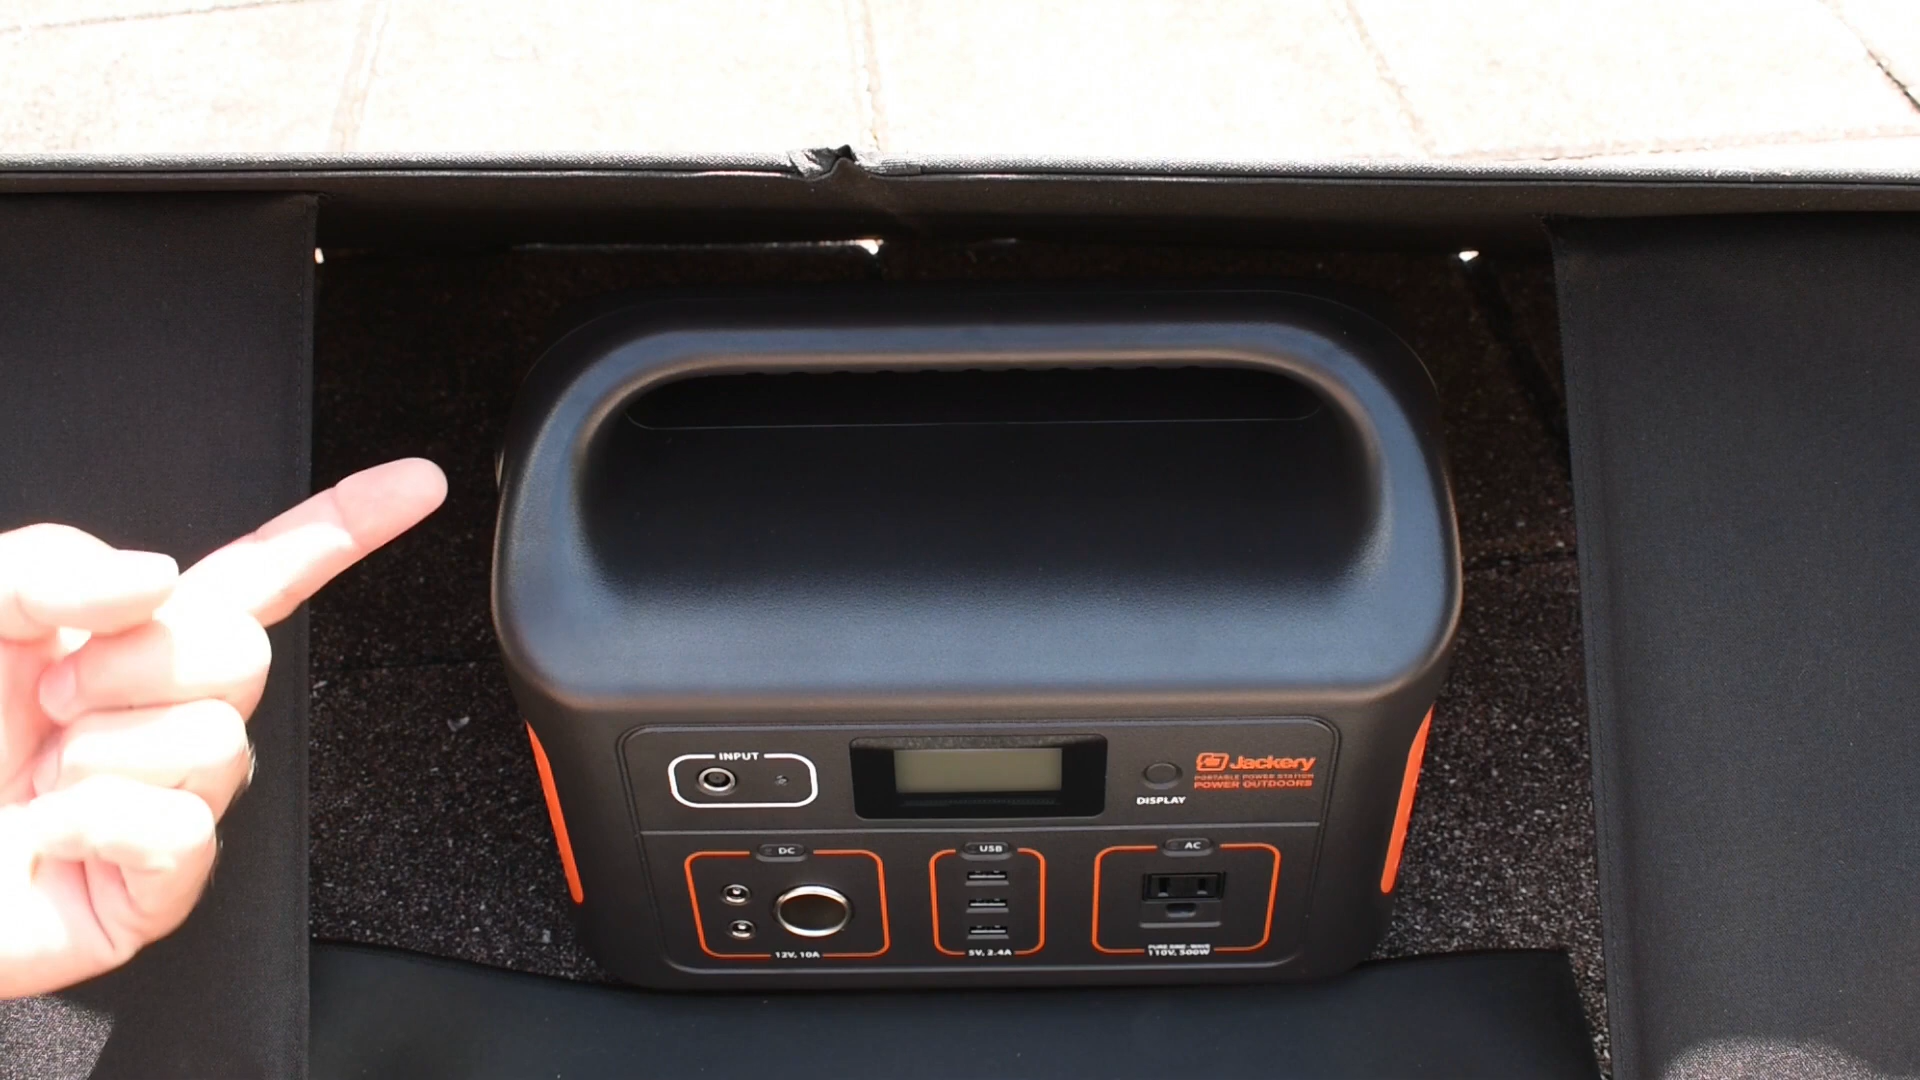 INPUT
Jackery
PORTABLE POWER STATION
POWER OUTDOORS
DISPLAY
DC
USB
AC
12V, 10A
5V, 2.4A
PURE SINE-WAVE
110V, 500W